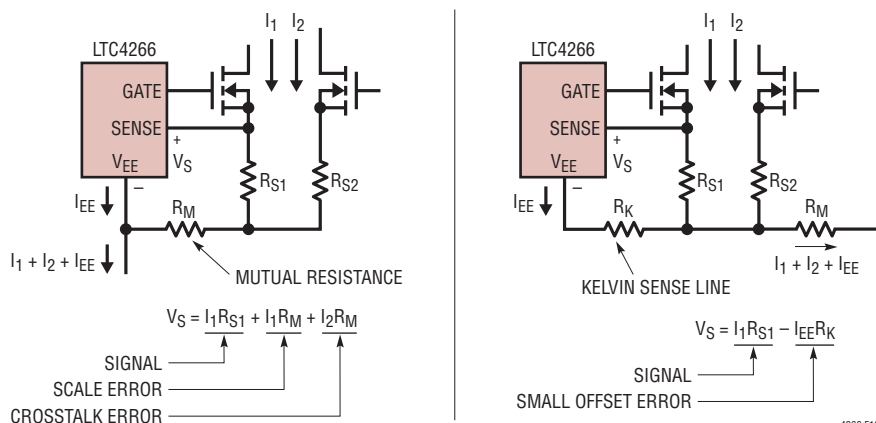 I1 I2
LTC4266
GATE
SENSE
+
VEE
VS
–
RS1
RS2
IEE
RM
I1 + I2 + IEE
MUTUAL RESISTANCE
VS = I1RS1 + I1RM + I2RM
SIGNAL
SCALE ERROR
CROSSTALK ERROR
I1 I2
LTC4266
GATE
SENSE
+
VEE
VS
–
RS1
RS2
IEE
RK
RM
I1 + I2 + IEE
KELVIN SENSE LINE
VS = I1RS1 – IEERK
SIGNAL
SMALL OFFSET ERROR